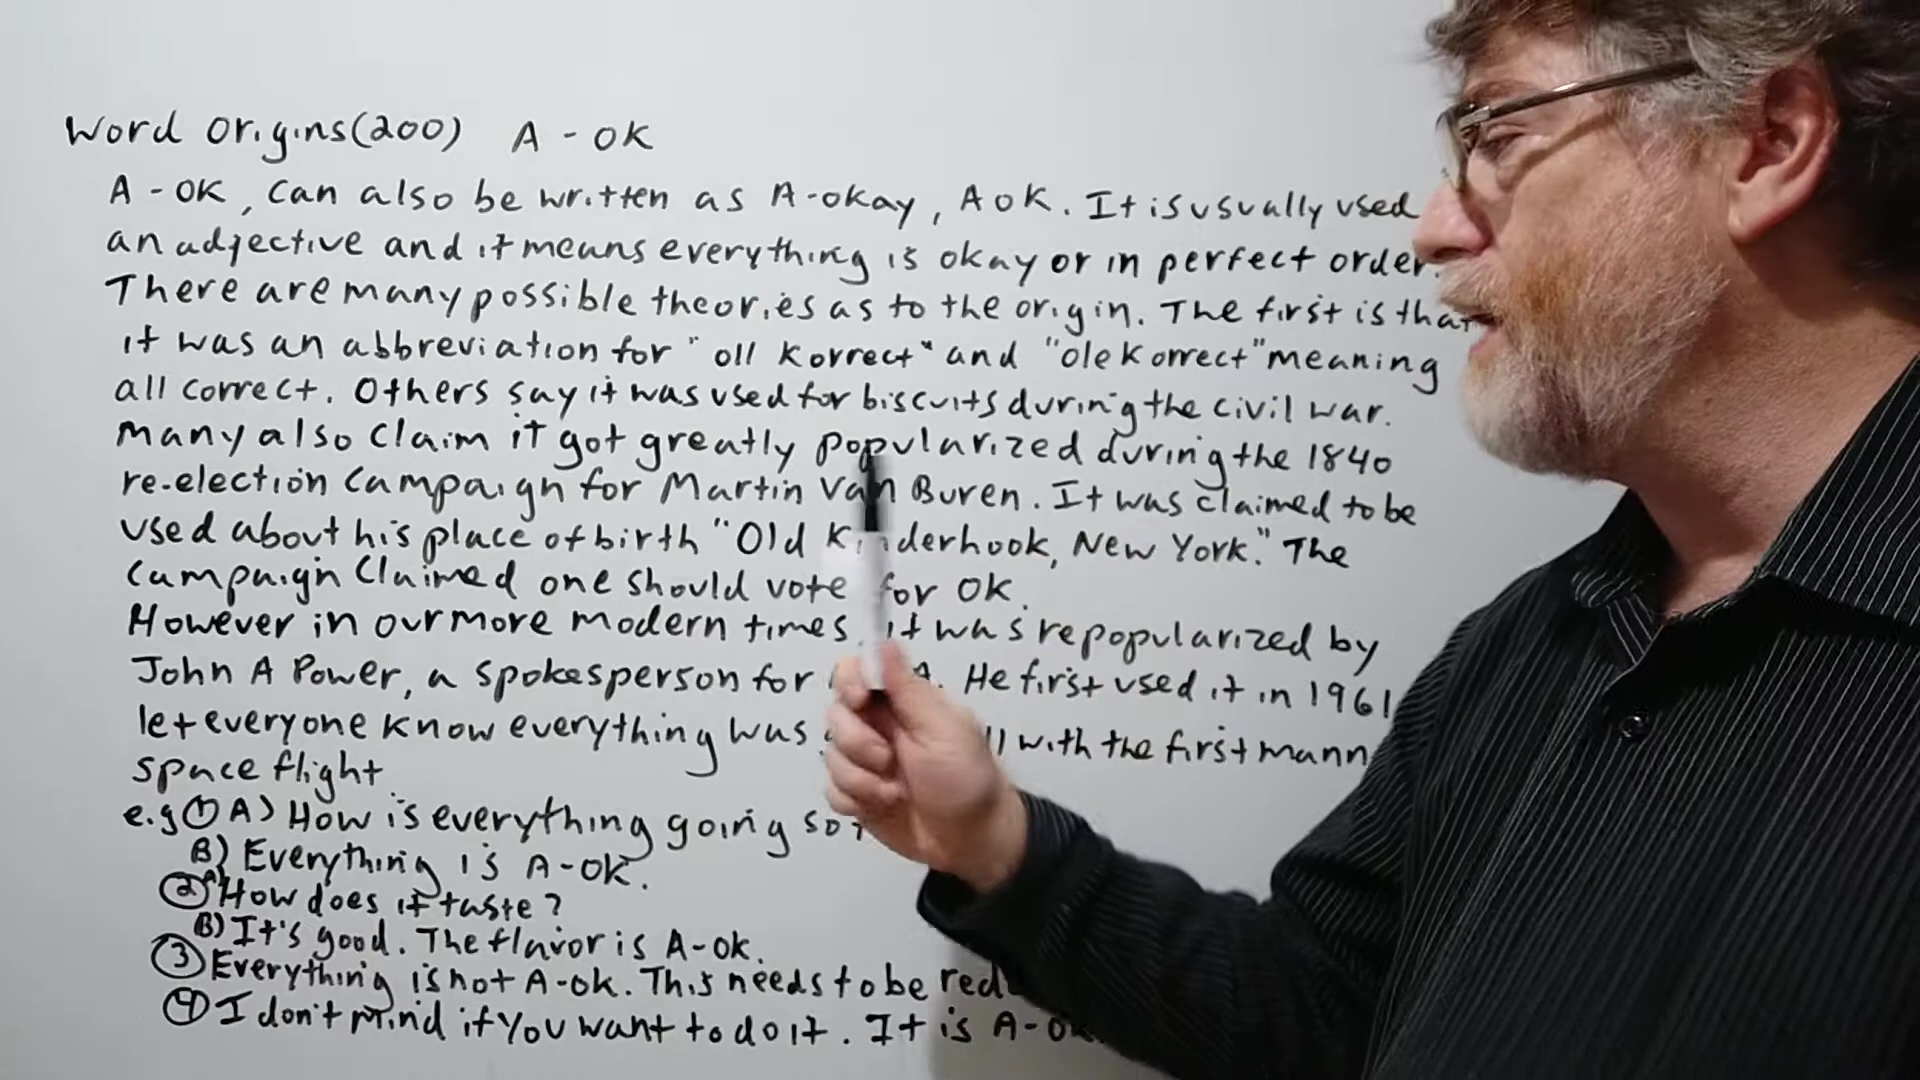 Word Origins(200) A-OK
A-OK, can also be written as A-okay, AOK. It is usually used
an adjective and it means everything is okay or in perfect order.
There are many possible theories as to the origin. The first is that
it was an abbreviation for "oll korrect" and "ole korrect" meaning
all correct. Others say it was used for biscuits during the civil war.
Many also claim it got greatly popularized during the 1840
re-election campaign for Martin Van Buren. It was claimed to be
used about his place of birth "Old Kinderhook, New York." The
campaign claimed one should vote for OK.
However in our more modern times, it was repopularized by
John A Power, a spokesperson for He first used it in 1961
let everyone know everything was with the first
space flight.
e.g ① A) How is everything going
B) Everything is A-OK.
② A) How does it taste?
B) It's good. The flavor is A-OK.
③ Everything is not A-OK. This needs to be
④ I don't mind if you want to do it. It is A-OK.